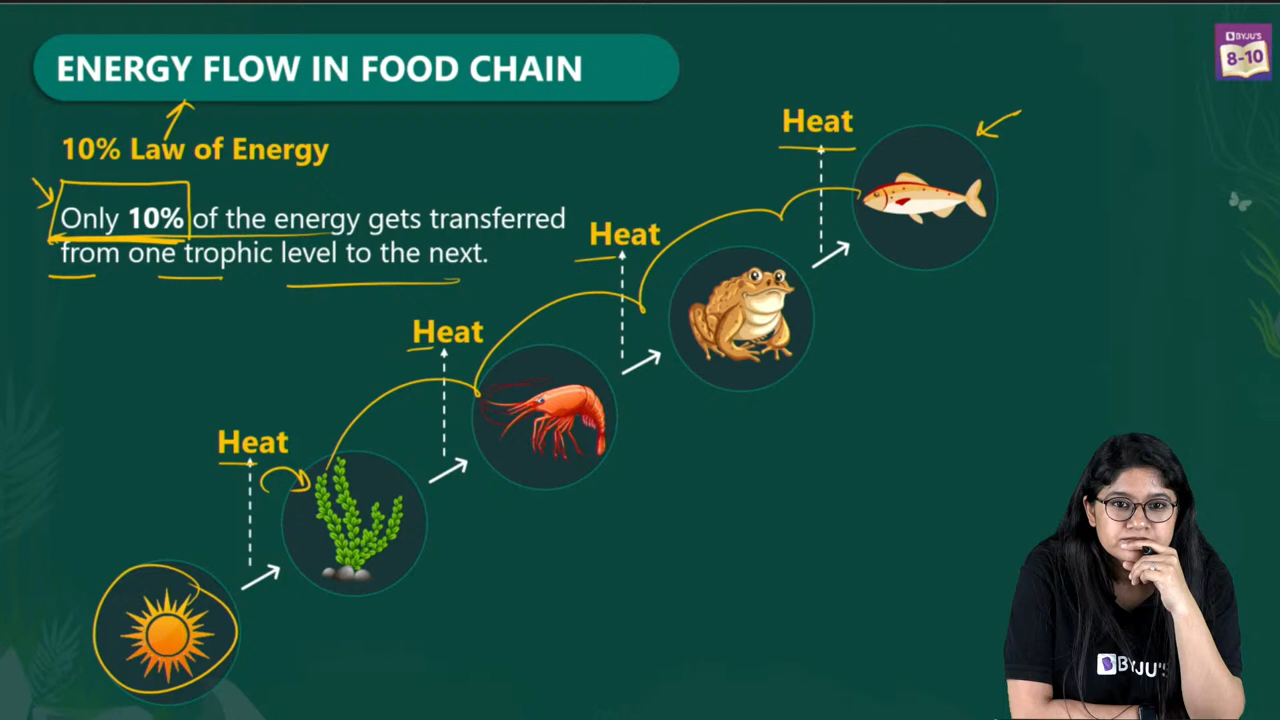 ENERGY FLOW IN FOOD CHAIN
BYJU'S
8-10
10% Law of Energy
Only 10% of the energy gets transferred
from one trophic level to the next.
Heat
Heat
Heat
Heat
BYJU'S